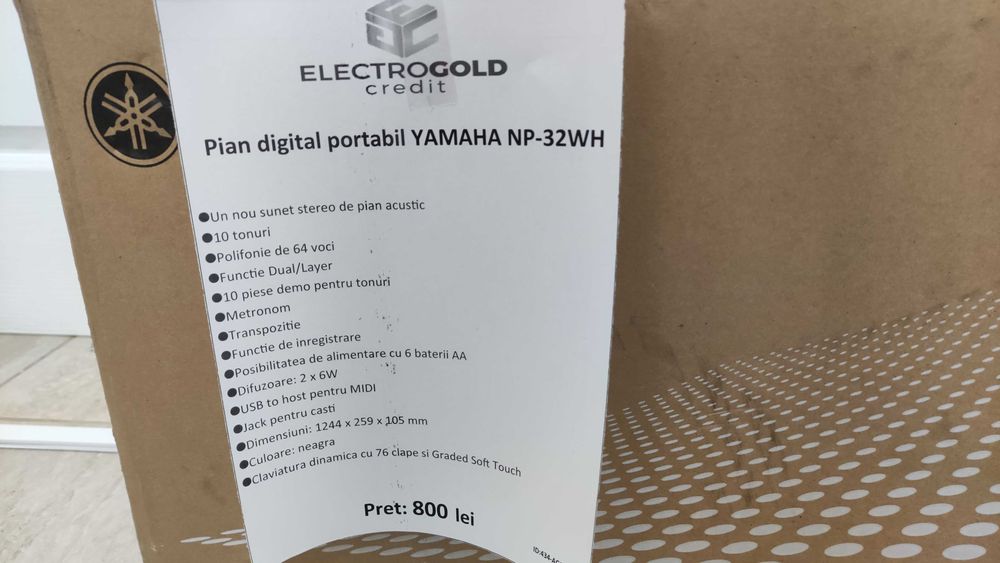 ELECTROGOLD
credit
Pian digital portabil YAMAHA NP-32WH
●Un nou sunet stereo de pian acustic
●10 tonuri
●Polifonie de 64 voci
●Functie Dual/Layer
●10 piese demo pentru tonuri
●Metronom
●Transpozitie
●Functie de inregistrare
●Posibilitatea de alimentare cu 6 baterii AA
●Difuzoare: 2 x 6W
●USB to host pentru MIDI
●Jack pentru casti
●Dimensiuni: 1244 x 259 x 105 mm
●Culoare: neagra
●Claviatura dinamica cu 76 clape si Graded Soft Touch
Pret: 800 lei